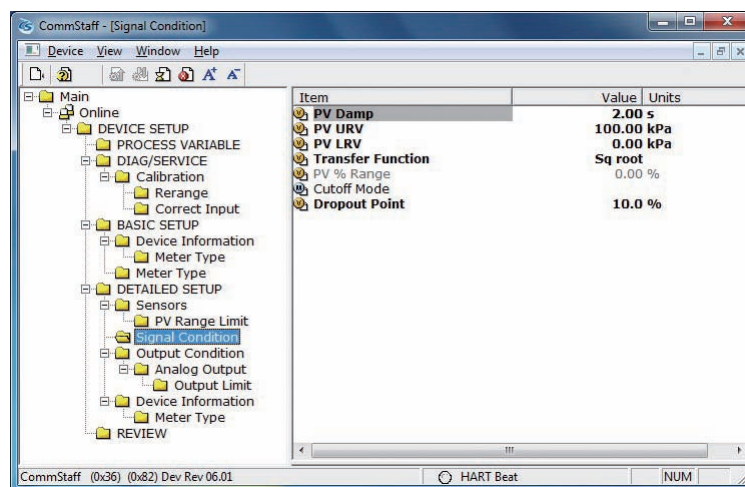 CommStaff - [Signal Condition]
Device View Window Help
A+ A-
Main
Online
DEVICE SETUP
PROCESS VARIABLE
DIAG/SERVICE
Calibration
Rerange
Correct Input
BASIC SETUP
Device Information
Meter Type
Meter Type
DETAILED SETUP
Sensors
PV Range Limit
Signal Condition
Output Condition
Analog Output
Output Limit
Device Information
Meter Type
REVIEW
Item Value Units
PV Damp 2.00 s
PV URV 100.00 kPa
PV LRV 0.00 kPa
Transfer Function Sq root
PV % Range 0.00 %
Cutoff Mode
Dropout Point 10.0 %
CommStaff (0x36) (0x82) Dev Rev 06.01 HART Beat NUM